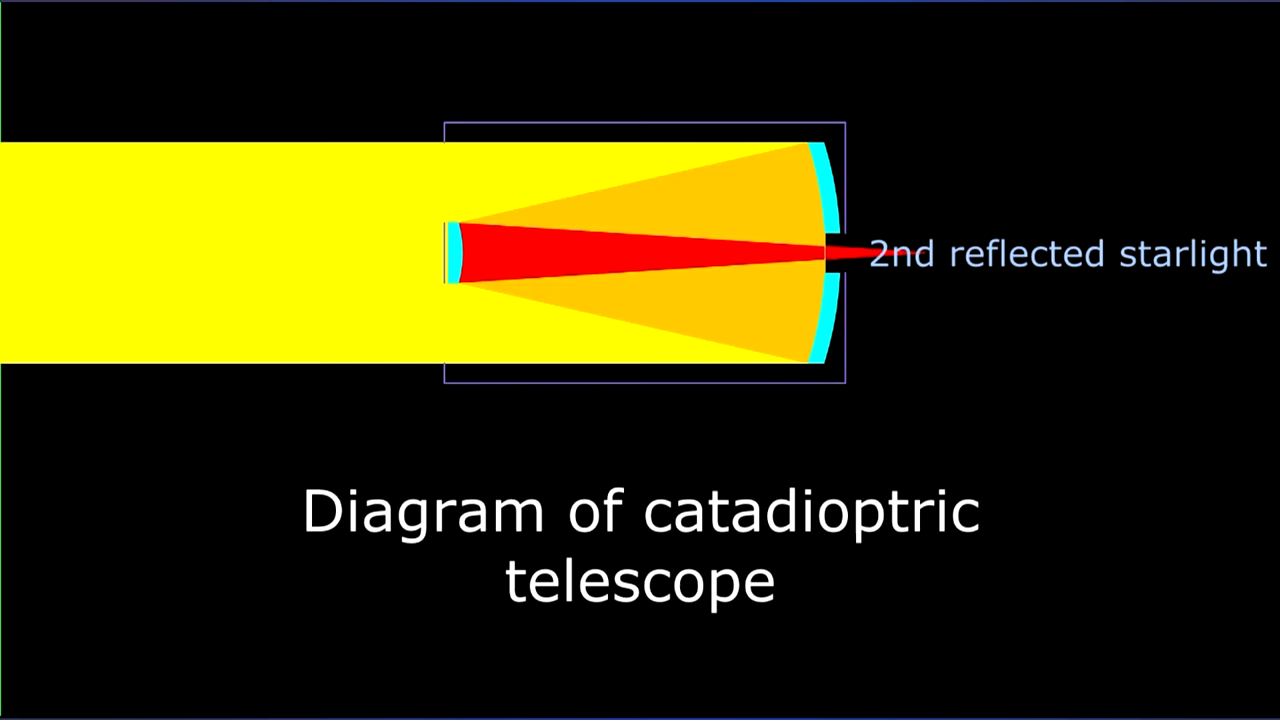 2nd reflected starlight
Diagram of catadioptric
telescope